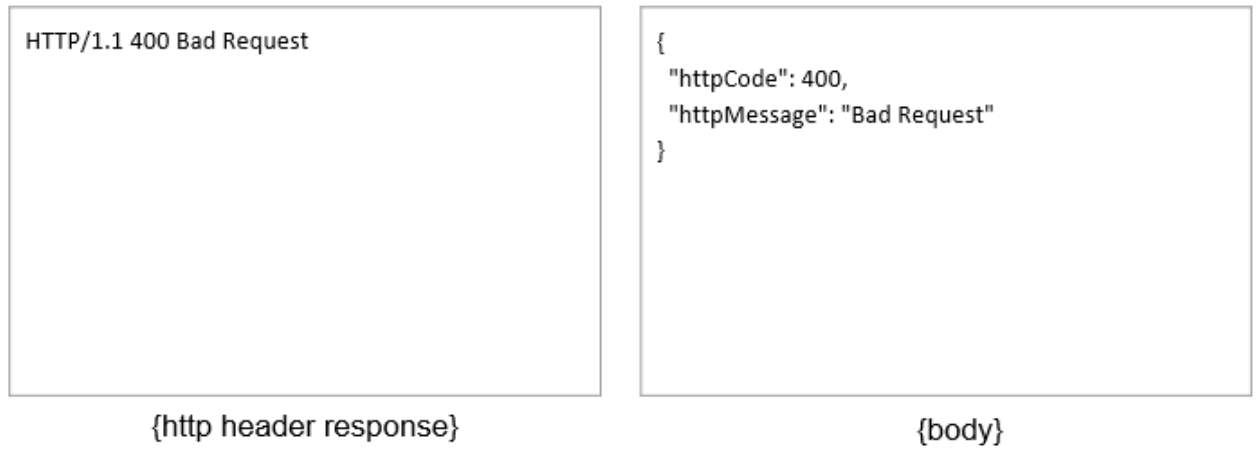 HTTP/1.1 400 Bad Request
{http header response}
{
"httpCode": 400,
"httpMessage": "Bad Request"
}
{body}